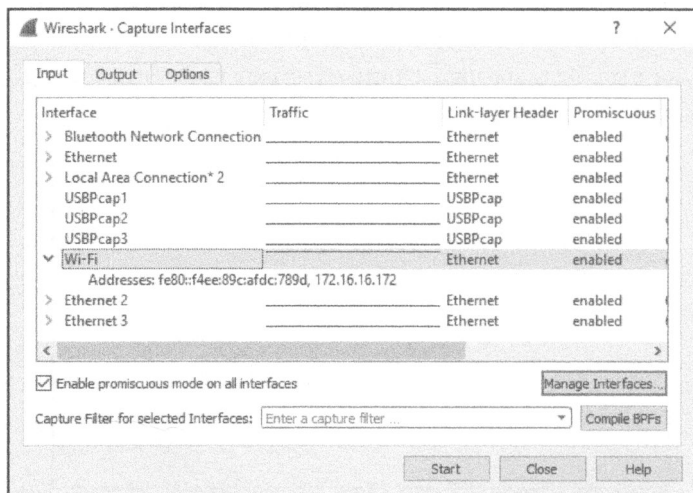 Wireshark · Capture Interfaces ? ×
Input Output Options
Interface Traffic Link-layer Header Promiscuous
> Bluetooth Network Connection Ethernet enabled
> Ethernet Ethernet enabled
> Local Area Connection* 2 Ethernet enabled
USBPcap1 USBPcap enabled
USBPcap2 USBPcap enabled
USBPcap3 USBPcap enabled
Wi-Fi Ethernet enabled
Addresses: fe80::f4ee:89c:afdc:789d, 172.16.16.172
> Ethernet 2 Ethernet enabled
> Ethernet 3 Ethernet enabled
Enable promiscuous mode on all interfaces Manage Interfaces...
Capture Filter for selected Interfaces: Enter a capture filter ... Compile BPFs
Start Close Help